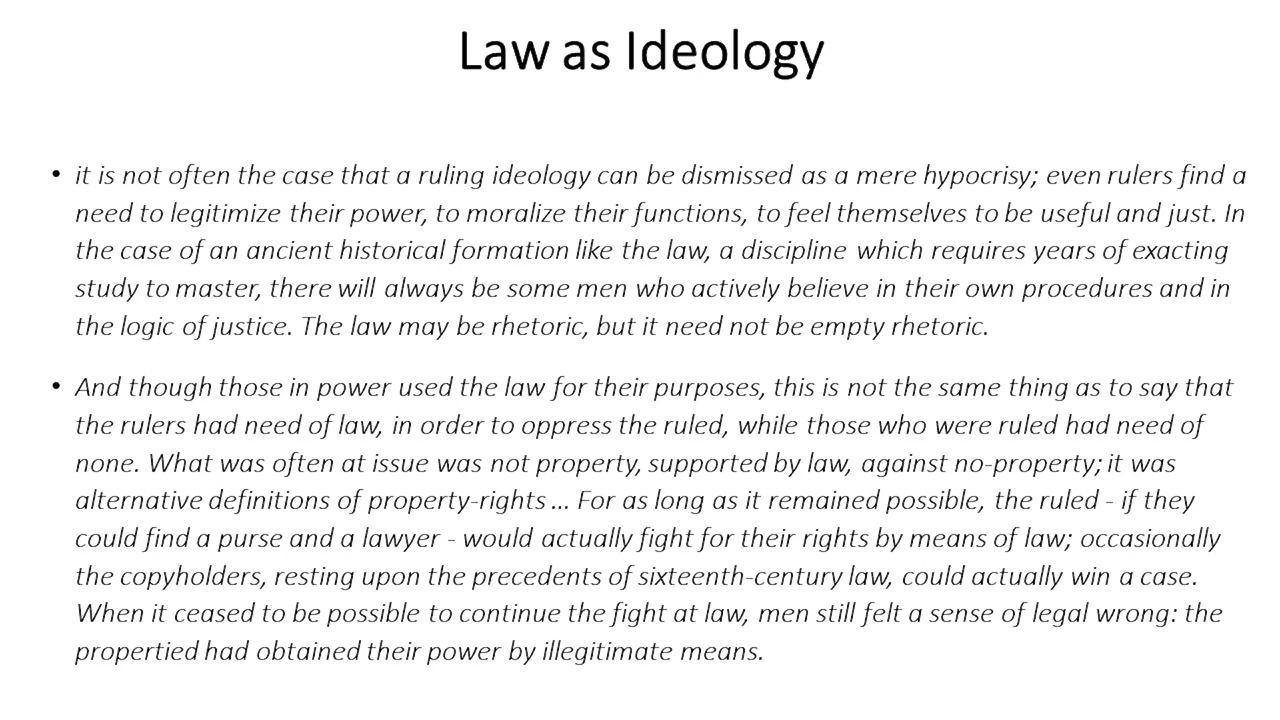 Law as Ideology
• it is not often the case that a ruling ideology can be dismissed as a mere hypocrisy; even rulers find a
need to legitimize their power, to moralize their functions, to feel themselves to be useful and just. In
the case of an ancient historical formation like the law, a discipline which requires years of exacting
study to master, there will always be some men who actively believe in their own procedures and in
the logic of justice. The law may be rhetoric, but it need not be empty rhetoric.
• And though those in power used the law for their purposes, this is not the same thing as to say that
the rulers had need of law, in order to oppress the ruled, while those who were ruled had need of
none. What was often at issue was not property, supported by law, against no-property; it was
alternative definitions of property-rights ... For as long as it remained possible, the ruled - if they
could find a purse and a lawyer - would actually fight for their rights by means of law; occasionally
the copyholders, resting upon the precedents of sixteenth-century law, could actually win a case.
When it ceased to be possible to continue the fight at law, men still felt a sense of legal wrong: the
propertied had obtained their power by illegitimate means.